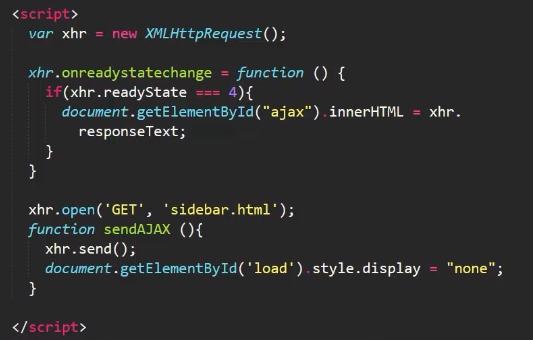 <script>
var xhr = new XMLHttpRequest();
xhr.onreadystatechange = function () {
if(xhr.readyState === 4){
document.getElementById("ajax").innerHTML = xhr.
responseText;
}
}
xhr.open('GET', 'sidebar.html');
function sendAJAX (){
xhr.send();
document.getElementById('load').style.display = "none";
}
</script>